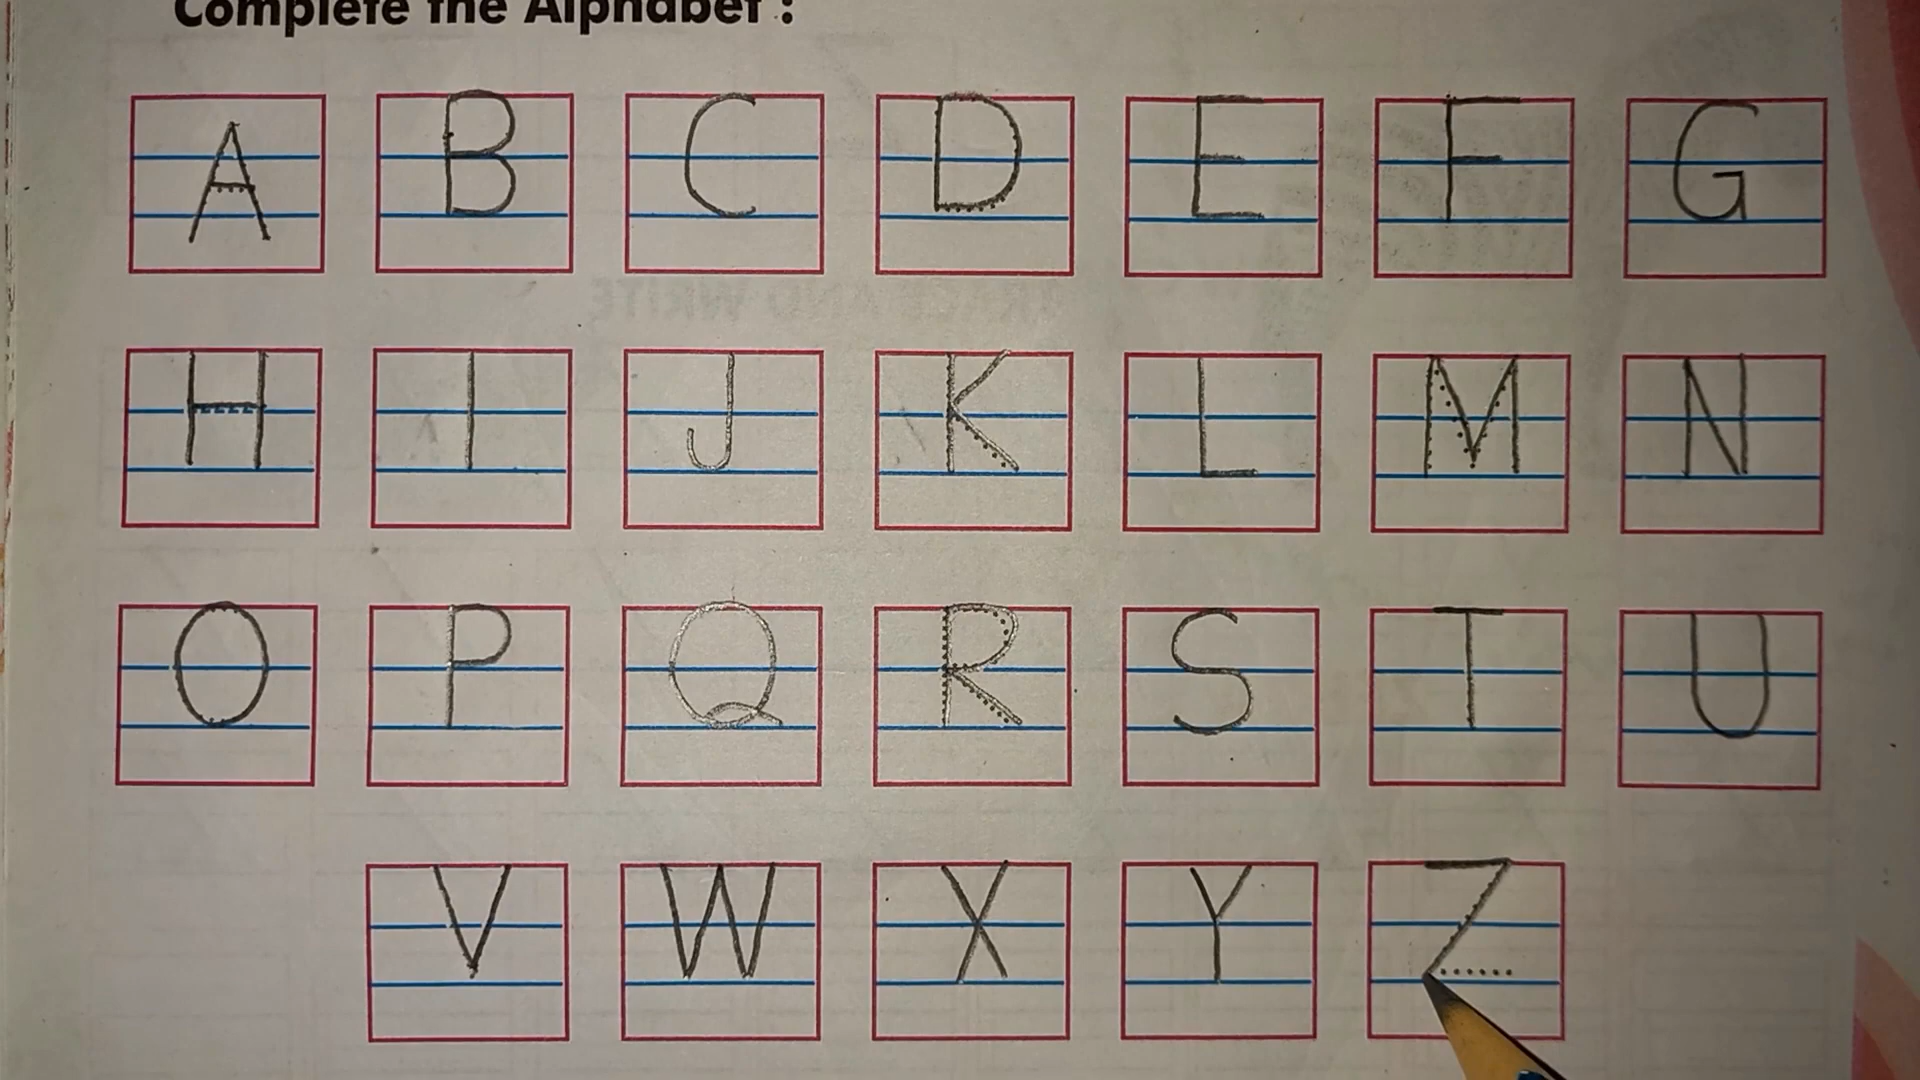 Complete the Alphabet :
A B C D E F G
H I J K L M N
O P Q R S T U
V W X Y Z